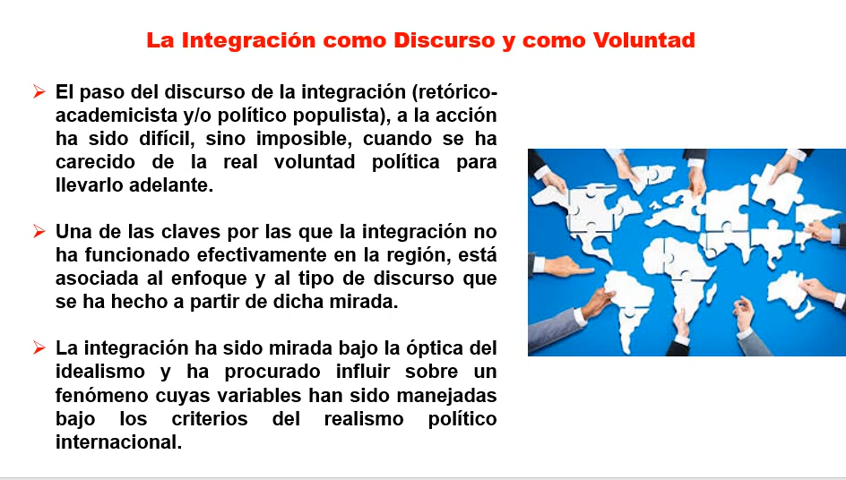 La Integración como Discurso y como Voluntad
El paso del discurso de la integración (retórico-
academicista y/o político populista), a la acción
ha sido difícil, sino imposible, cuando se ha
carecido de la real voluntad política para
llevarlo adelante.
Una de las claves por las que la integración no
ha funcionado efectivamente en la región, está
asociada al enfoque y al tipo de discurso que
se ha hecho a partir de dicha mirada.
La integración ha sido mirada bajo la óptica del
idealismo y ha procurado influir sobre un
fenómeno cuyas variables han sido manejadas
bajo los criterios del realismo político
internacional.